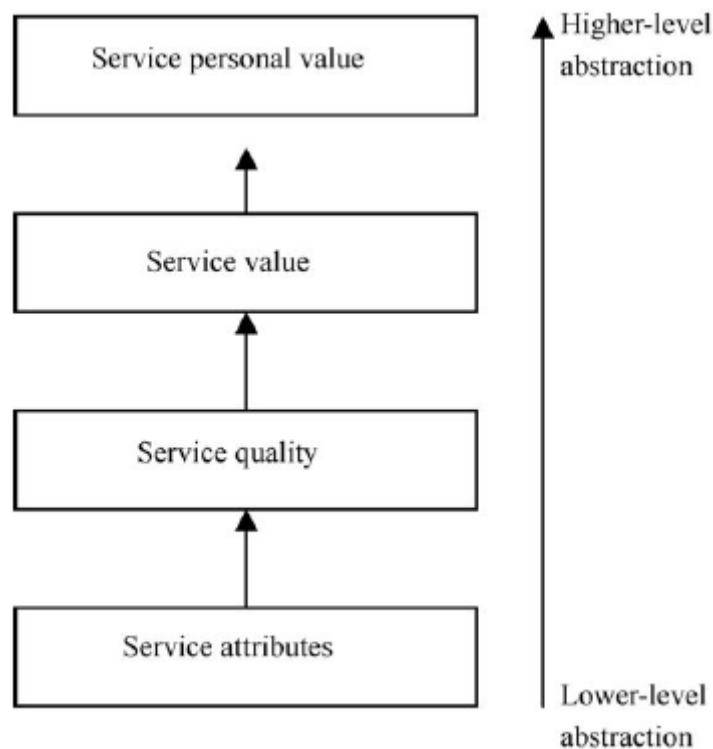 Service personal value
Higher-level
abstraction
Service value
Service quality
Service attributes
Lower-level
abstraction